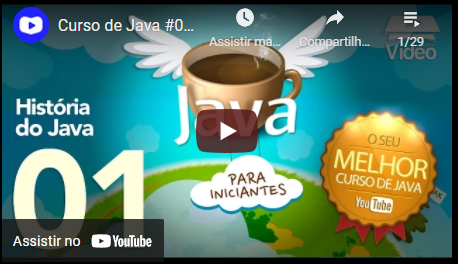 Curso de Java #0...
Assistir ma...
Compartilh...
1/29
Vídeo
História
do Java
01
Java
PARA
INICIANTES
O SEU
MELHOR
CURSO DE JAVA
YouTube
Assistir no YouTube